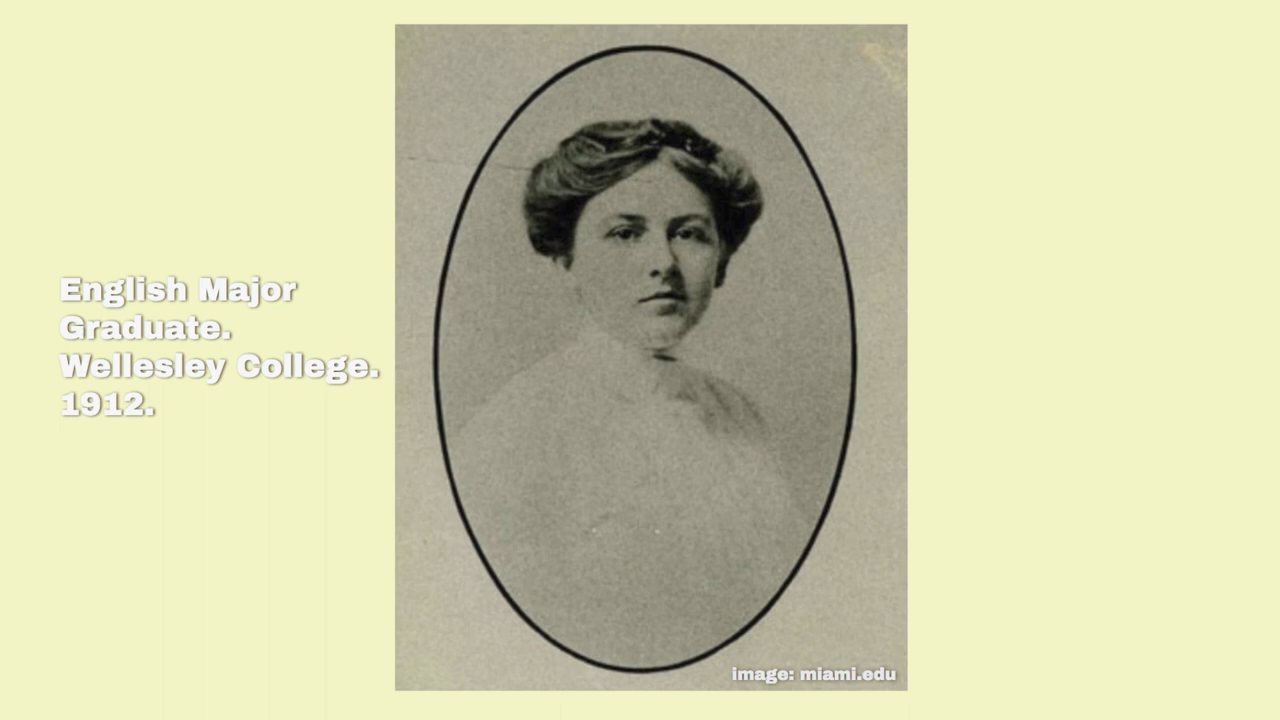 English Major
Graduate.
Wellesley College.
1912.
image: miami.edu